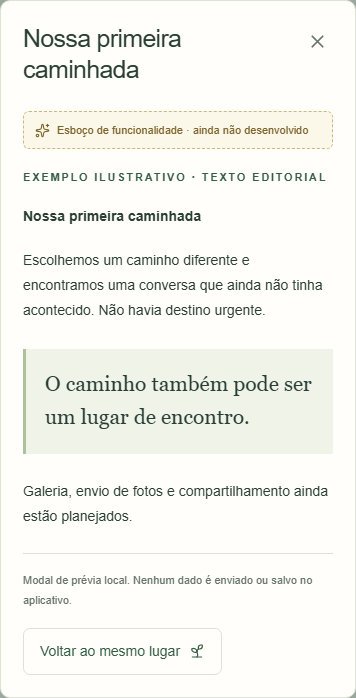 Nossa primeira
caminhada
Esboço de funcionalidade · ainda não desenvolvido
EXEMPLO ILUSTRATIVO · TEXTO EDITORIAL
Nossa primeira caminhada
Escolhemos um caminho diferente e
encontramos uma conversa que ainda não tinha
acontecido. Não havia destino urgente.
O caminho também pode ser
um lugar de encontro.
Galeria, envio de fotos e compartilhamento ainda
estão planejados.
Modal de prévia local. Nenhum dado é enviado ou salvo no
aplicativo.
Voltar ao mesmo lugar